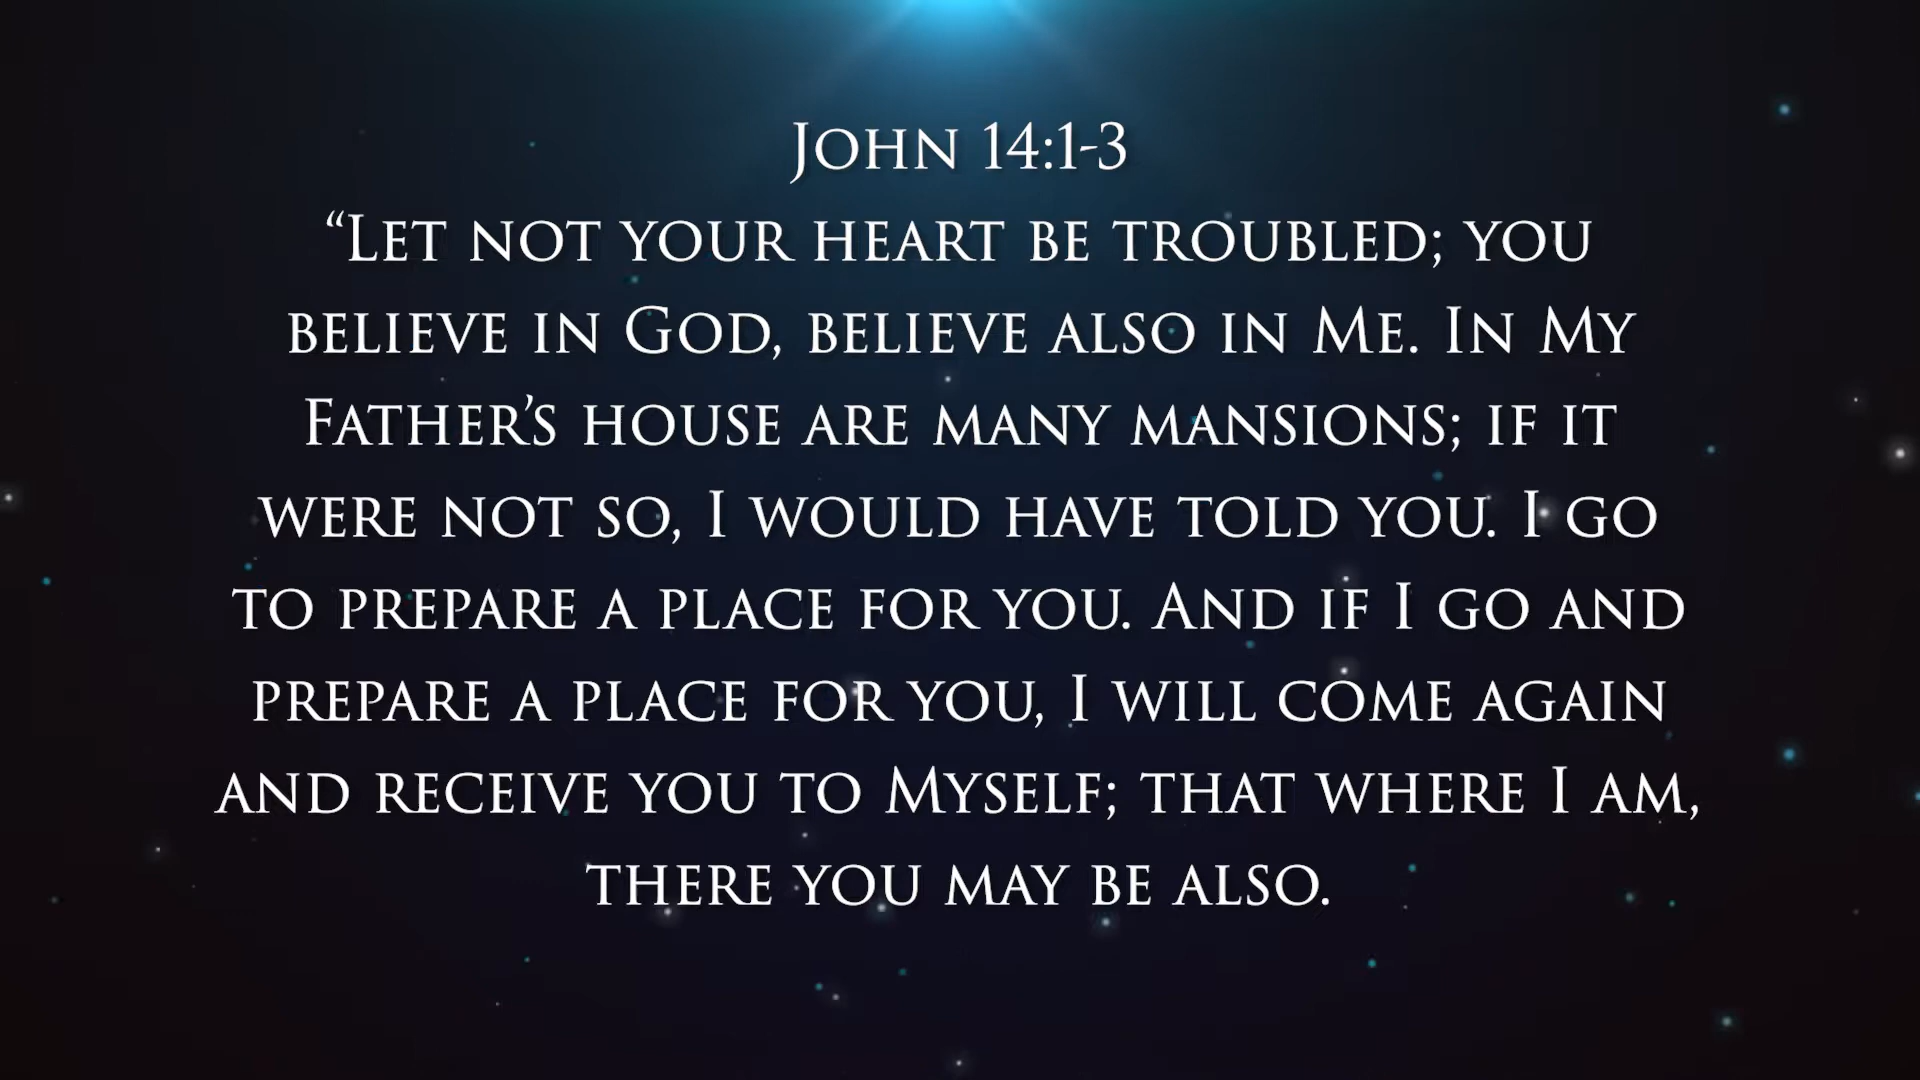 John 14:1-3
“Let not your heart be troubled; you
believe in God, believe also in Me. In My
Father’s house are many mansions; if it
were not so, I would have told you. I go
to prepare a place for you. And if I go and
prepare a place for you, I will come again
and receive you to Myself; that where I am,
there you may be also.